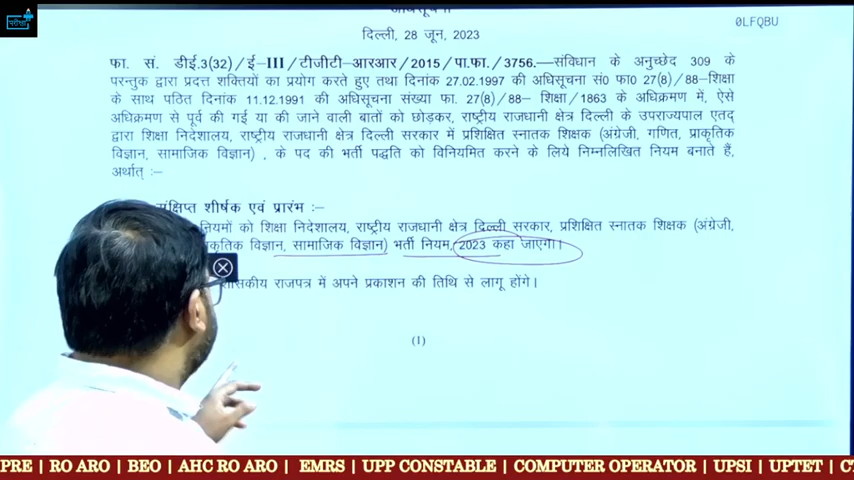 परीक्षा
0LFQBU
दिल्ली, 28 जून, 2023
फा. सं. डीई.3(32)/ई–III/टीजीटी–आरआर/2015/पा.फा./3756.—संविधान के अनुच्छेद 309 के
परन्तुक द्वारा प्रदत्त शक्तियों का प्रयोग करते हुए तथा दिनांक 27.02.1997 की अधिसूचना सं0 फा0 27(8)/88–शिक्षा
के साथ पठित दिनांक 11.12.1991 की अधिसूचना संख्या फा. 27(8)/88– शिक्षा/1863 के अधिक्रमण में, ऐसे
अधिक्रमण से पूर्व की गई या की जाने वाली बातों को छोड़कर, राष्ट्रीय राजधानी क्षेत्र दिल्ली के उपराज्यपाल एतद्
द्वारा शिक्षा निदेशालय, राष्ट्रीय राजधानी क्षेत्र दिल्ली सरकार में प्रशिक्षित स्नातक शिक्षक (अंग्रेजी, गणित, प्राकृतिक
विज्ञान, सामाजिक विज्ञान) , के पद की भर्ती पद्धति को विनियमित करने के लिये निम्नलिखित नियम बनाते हैं,
अर्थात् :–
संक्षिप्त शीर्षक एवं प्रारंभ :–
नियमों को शिक्षा निदेशालय, राष्ट्रीय राजधानी क्षेत्र दिल्ली सरकार, प्रशिक्षित स्नातक शिक्षक (अंग्रेजी,
विज्ञान, सामाजिक विज्ञान) भर्ती नियम, 2023 कहा जाएगा।
राजपत्र में अपने प्रकाशन की तिथि से लागू होंगे।
(1)
PRE | RO ARO | BEO | AHC RO ARO | EMRS | UPP CONSTABLE | COMPUTER OPERATOR | UPSI | UPTET |